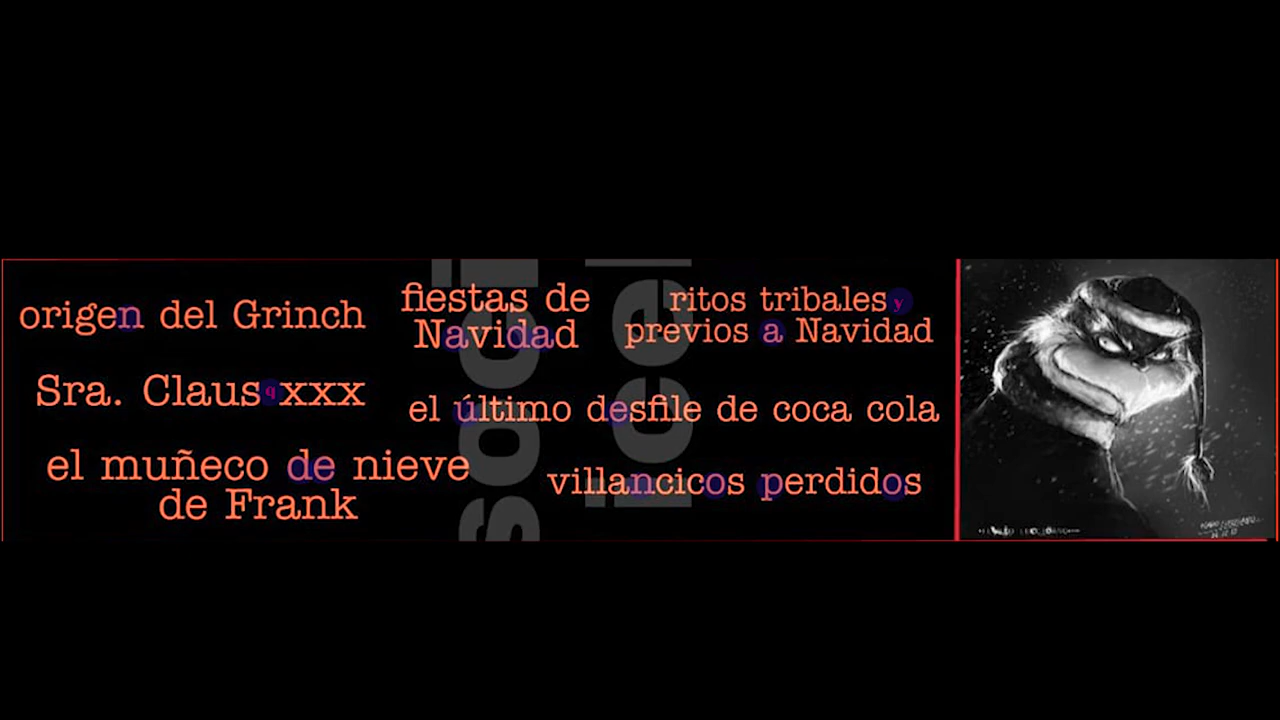 origen del Grinch
Sra. Claus q xxx
el muñeco de nieve
de Frank
fiestas de
Navidad
ritos tribales y
previos a Navidad
el último desfile de coca cola
villancicos perdidos